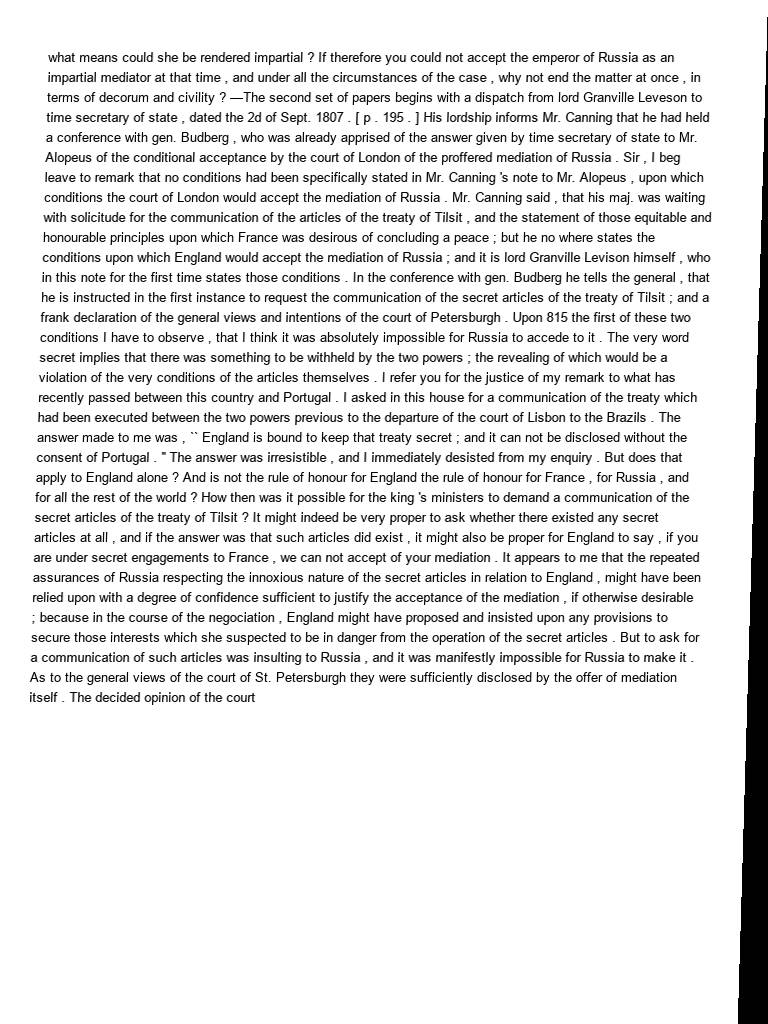 what means could she be rendered impartial ? If therefore you could not accept the emperor of Russia as an
impartial mediator at that time , and under all the circumstances of the case , why not end the matter at once , in
terms of decorum and civility ? —The second set of papers begins with a dispatch from lord Granville Leveson to
time secretary of state , dated the 2d of Sept. 1807 . [ p . 195 . ] His lordship informs Mr. Canning that he had held
a conference with gen. Budberg , who was already apprised of the answer given by time secretary of state to Mr.
Alopeus of the conditional acceptance by the court of London of the proffered mediation of Russia . Sir , I beg
leave to remark that no conditions had been specifically stated in Mr. Canning 's note to Mr. Alopeus , upon which
conditions the court of London would accept the mediation of Russia . Mr. Canning said , that his maj. was waiting
with solicitude for the communication of the articles of the treaty of Tilsit , and the statement of those equitable and
honourable principles upon which France was desirous of concluding a peace ; but he no where states the
conditions upon which England would accept the mediation of Russia ; and it is lord Granville Levison himself , who
in this note for the first time states those conditions . In the conference with gen. Budberg he tells the general , that
he is instructed in the first instance to request the communication of the secret articles of the treaty of Tilsit ; and a
frank declaration of the general views and intentions of the court of Petersburgh . Upon 815 the first of these two
conditions I have to observe , that I think it was absolutely impossible for Russia to accede to it . The very word
secret implies that there was something to be withheld by the two powers ; the revealing of which would be a
violation of the very conditions of the articles themselves . I refer you for the justice of my remark to what has
recently passed between this country and Portugal . I asked in this house for a communication of the treaty which
had been executed between the two powers previous to the departure of the court of Lisbon to the Brazils . The
answer made to me was , `` England is bound to keep that treaty secret ; and it can not be disclosed without the
consent of Portugal . " The answer was irresistible , and I immediately desisted from my enquiry . But does that
apply to England alone ? And is not the rule of honour for England the rule of honour for France , for Russia , and
for all the rest of the world ? How then was it possible for the king 's ministers to demand a communication of the
secret articles of the treaty of Tilsit ? It might indeed be very proper to ask whether there existed any secret
articles at all , and if the answer was that such articles did exist , it might also be proper for England to say , if you
are under secret engagements to France , we can not accept of your mediation . It appears to me that the repeated
assurances of Russia respecting the innoxious nature of the secret articles in relation to England , might have been
relied upon with a degree of confidence sufficient to justify the acceptance of the mediation , if otherwise desirable
; because in the course of the negociation , England might have proposed and insisted upon any provisions to
secure those interests which she suspected to be in danger from the operation of the secret articles . But to ask for
a communication of such articles was insulting to Russia , and it was manifestly impossible for Russia to make it .
As to the general views of the court of St. Petersburgh they were sufficiently disclosed by the offer of mediation
itself . The decided opinion of the court